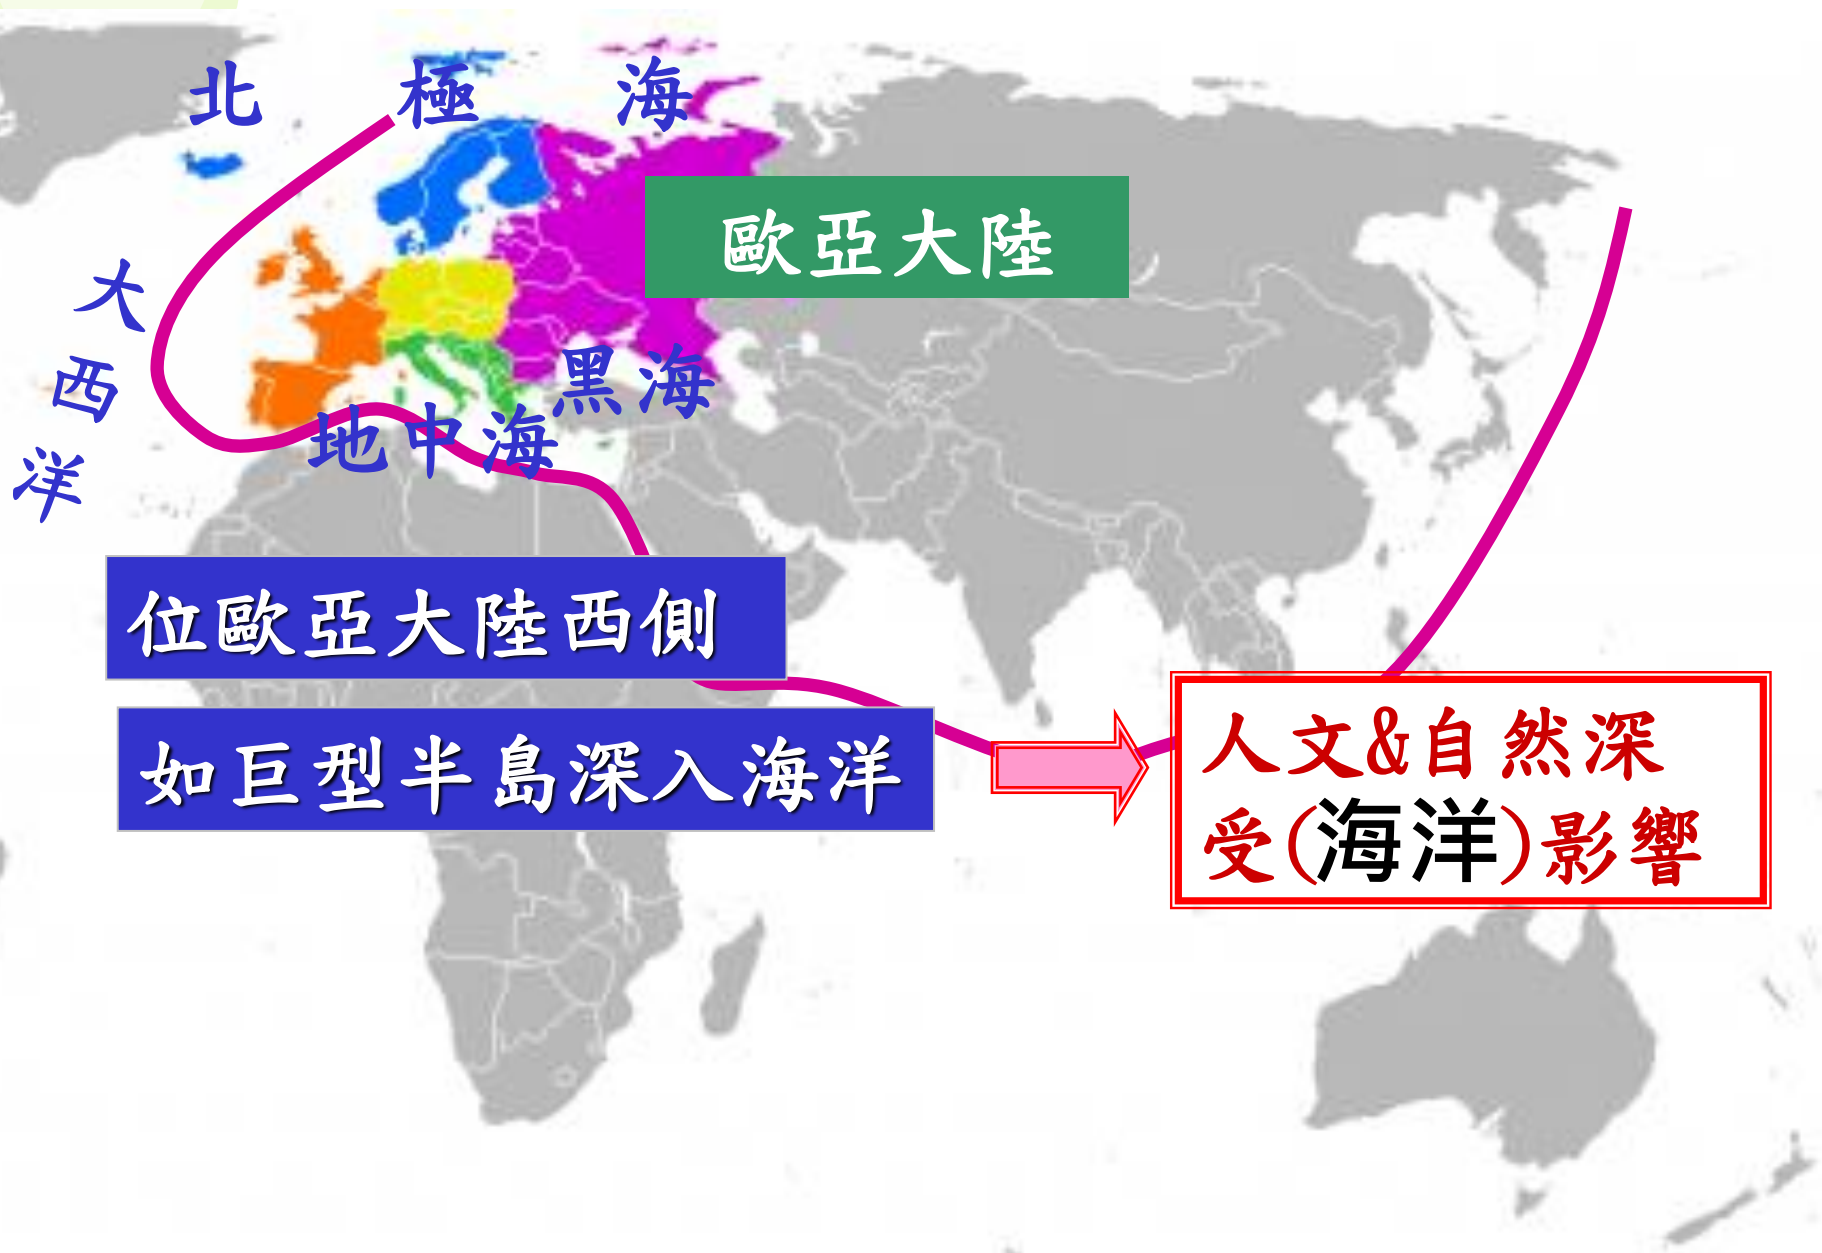 北極海
歐亞大陸
大西洋
黑海
地中海
位歐亞大陸西側
如巨型半島深入海洋
人文&自然深
受(海洋)影響